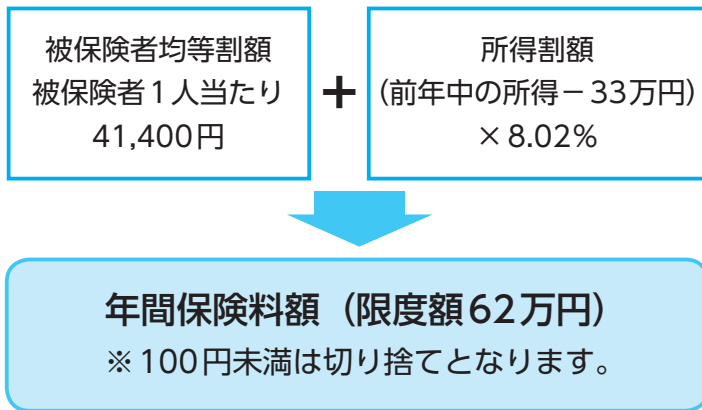 被保険者均等割額
被保険者1人当たり
41,400円
+
所得割額
(前年中の所得-33万円)
×8.02%
年間保険料額(限度額62万円)
※100円未満は切り捨てとなります。